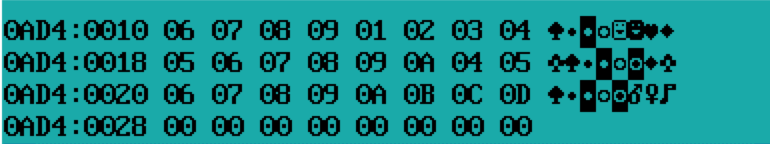 0AD4:0010 06 07 08 09 01 02 03 04 ♠•◘○☺☻♥♦
0AD4:0018 05 06 07 08 09 0A 04 05 ♣♠•◘○◙♦♣
0AD4:0020 06 07 08 09 0A 0B 0C 0D ♠•◘○◙♂♀♪
0AD4:0028 00 00 00 00 00 00 00 00